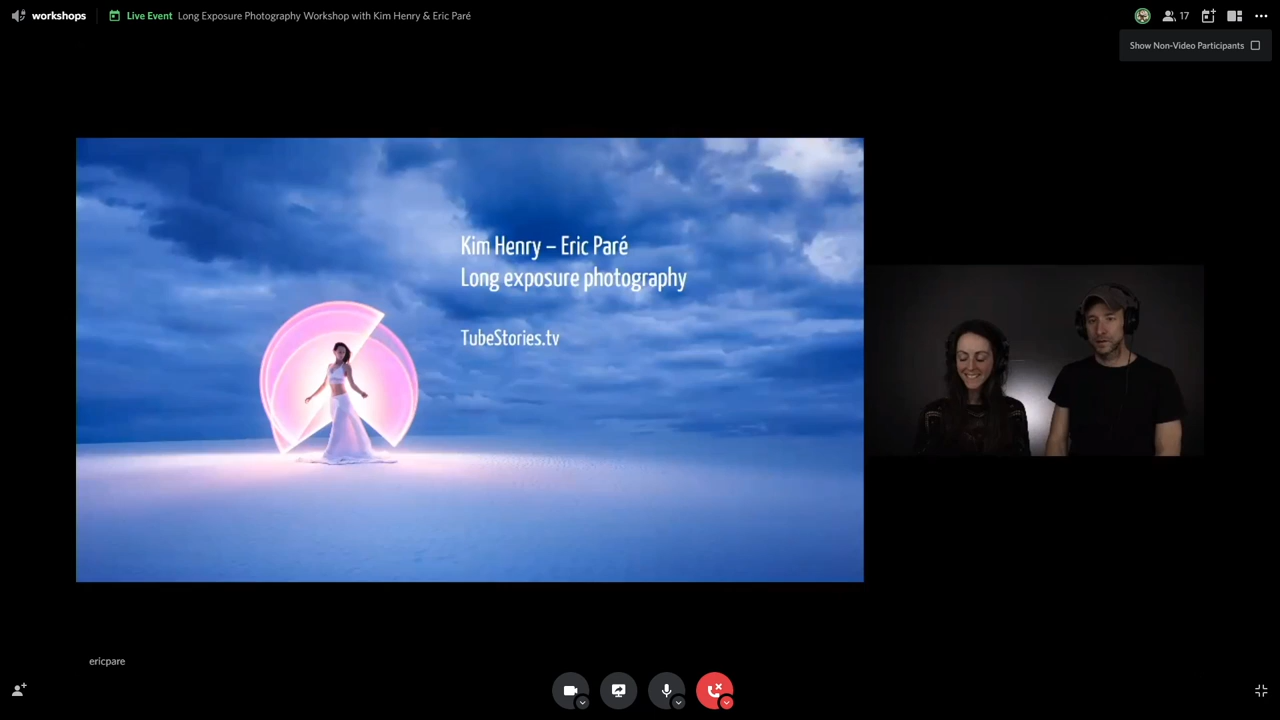 workshops
Live Event Long Exposure Photography Workshop with Kim Henry & Eric Paré
17
Show Non-Video Participants
Kim Henry – Eric Paré
Long exposure photography
TubeStories.tv
ericpare